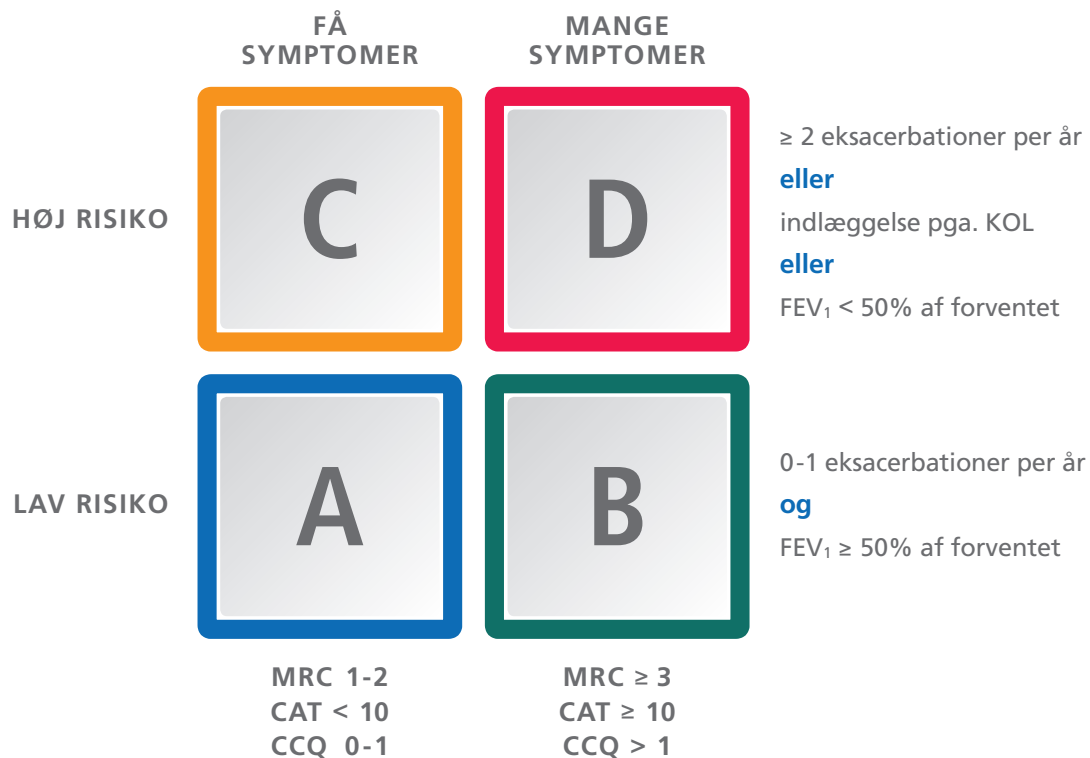 FÅ
SYMPTOMER
MANGE
SYMPTOMER
HØJ RISIKO
C
D
≥ 2 eksacerbationer per år
eller
indlæggelse pga. KOL
eller
FEV₁ < 50% af forventet
LAV RISIKO
A
B
0-1 eksacerbationer per år
og
FEV₁ ≥ 50% af forventet
MRC 1-2
CAT < 10
CCQ 0-1
MRC ≥ 3
CAT ≥ 10
CCQ > 1